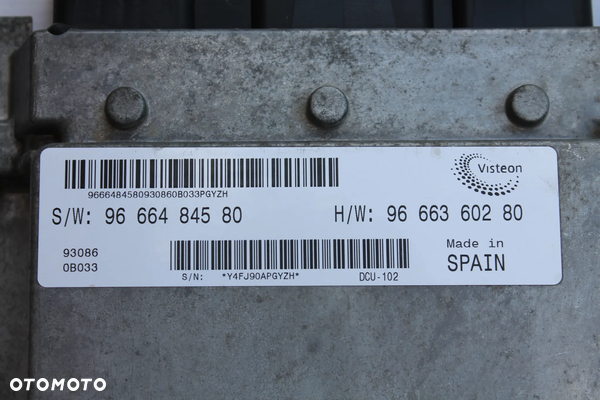 Visteon
9666484580930860B033PGYZH
S/W: 96 664 845 80 H/W: 96 663 602 80
93086
0B033
Made in
SPAIN
S/N: *Y4FJ90APGYZH* DCU-102
OTOMOTO